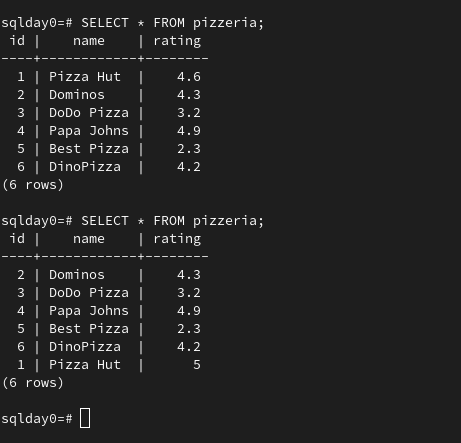 sqlday0=# SELECT * FROM pizzeria;
 id |    name    | rating
----+------------+--------
  1 | Pizza Hut  |    4.6
  2 | Dominos    |    4.3
  3 | DoDo Pizza |    3.2
  4 | Papa Johns |    4.9
  5 | Best Pizza |    2.3
  6 | DinoPizza  |    4.2
(6 rows)

sqlday0=# SELECT * FROM pizzeria;
 id |    name    | rating
----+------------+--------
  2 | Dominos    |    4.3
  3 | DoDo Pizza |    3.2
  4 | Papa Johns |    4.9
  5 | Best Pizza |    2.3
  6 | DinoPizza  |    4.2
  1 | Pizza Hut  |      5
(6 rows)

sqlday0=#